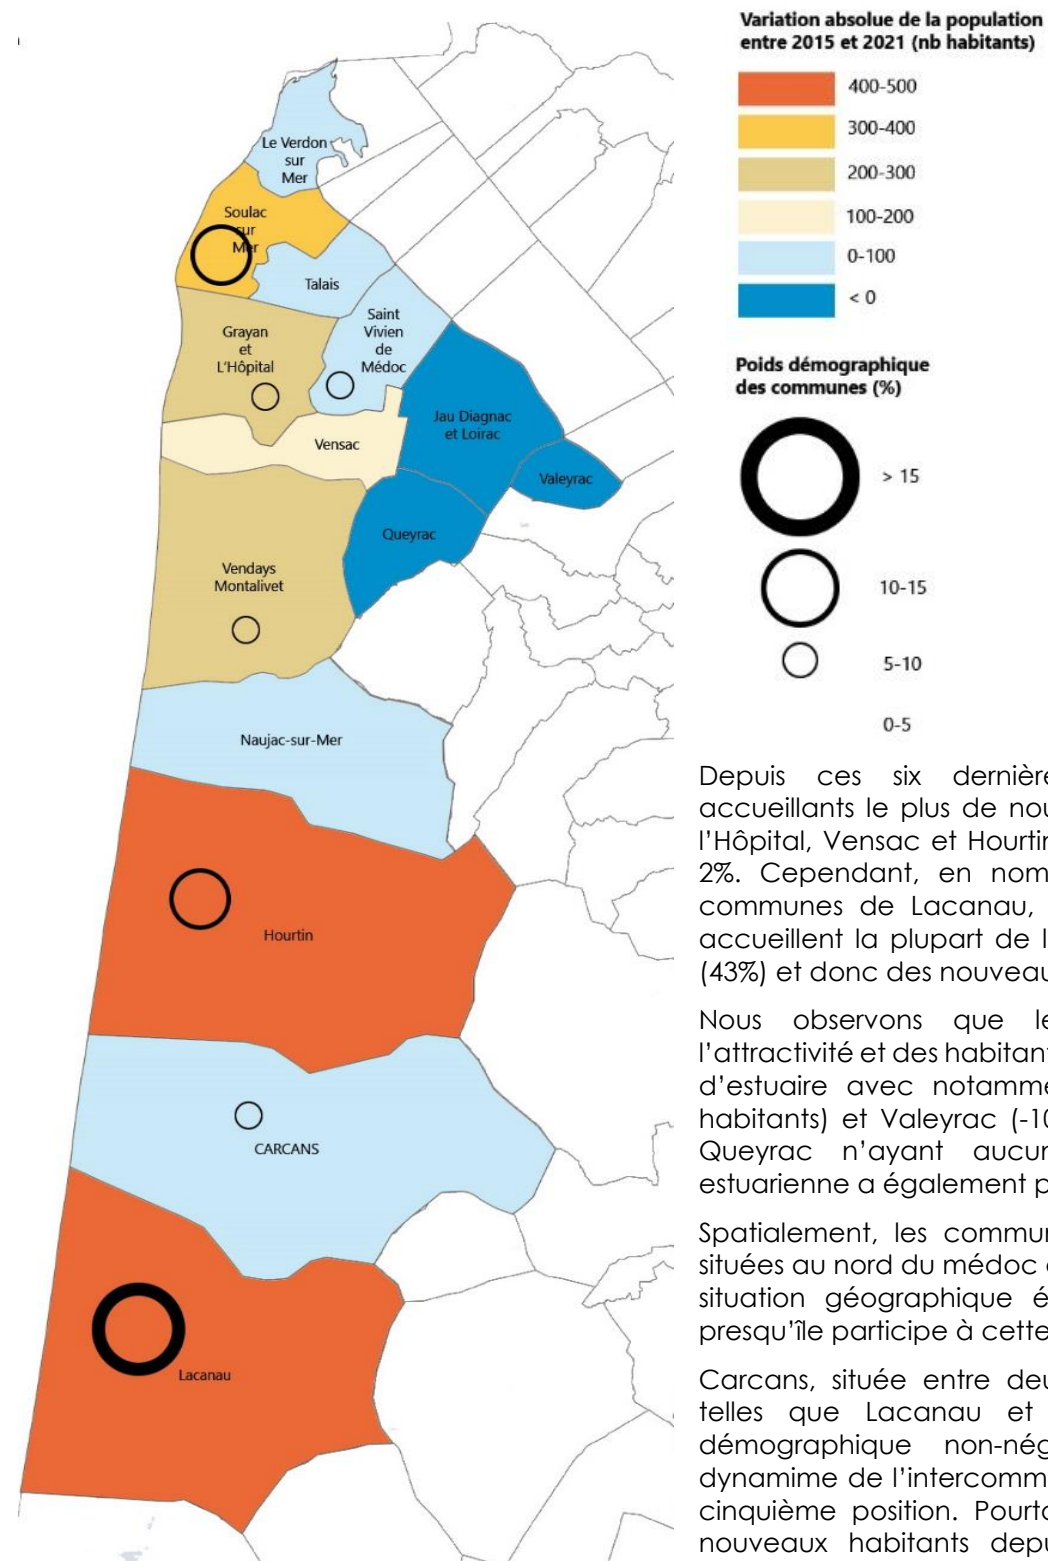 Variation absolue de la population
entre 2015 et 2021 (nb habitants)
400-500
300-400
200-300
100-200
0-100
< 0
Poids démographique
des communes (%)
> 15
10-15
5-10
0-5
Le Verdon
sur
Mer
Soulac
sur
Mer
Talais
Saint
Vivien
de
Médoc
Grayan
et
L'Hôpital
Jau Diagnac
et Loirac
Vensac
Valeyrac
Queyrac
Vendays
Montalivet
Naujac-sur-Mer
Hourtin
CARCANS
Lacanau
Depuis ces six dernière
accueillants le plus de nou
l'Hôpital, Vensac et Hourtin
2%. Cependant, en nom
communes de Lacanau,
accueillent la plupart de l
(43%) et donc des nouveau
Nous observons que le
l'attractivité et des habitant
d'estuaire avec notamme
habitants) et Valeyrac (-10
Queyrac n'ayant aucun
estuarienne a également p
Spatialement, les commun
situées au nord du médoc
situation géographique é
presqu'île participe à cette
Carcans, située entre deu
telles que Lacanau et
démographique non-nég
dynamime de l'intercomm
cinquième position. Pourta
nouveaux habitants depu